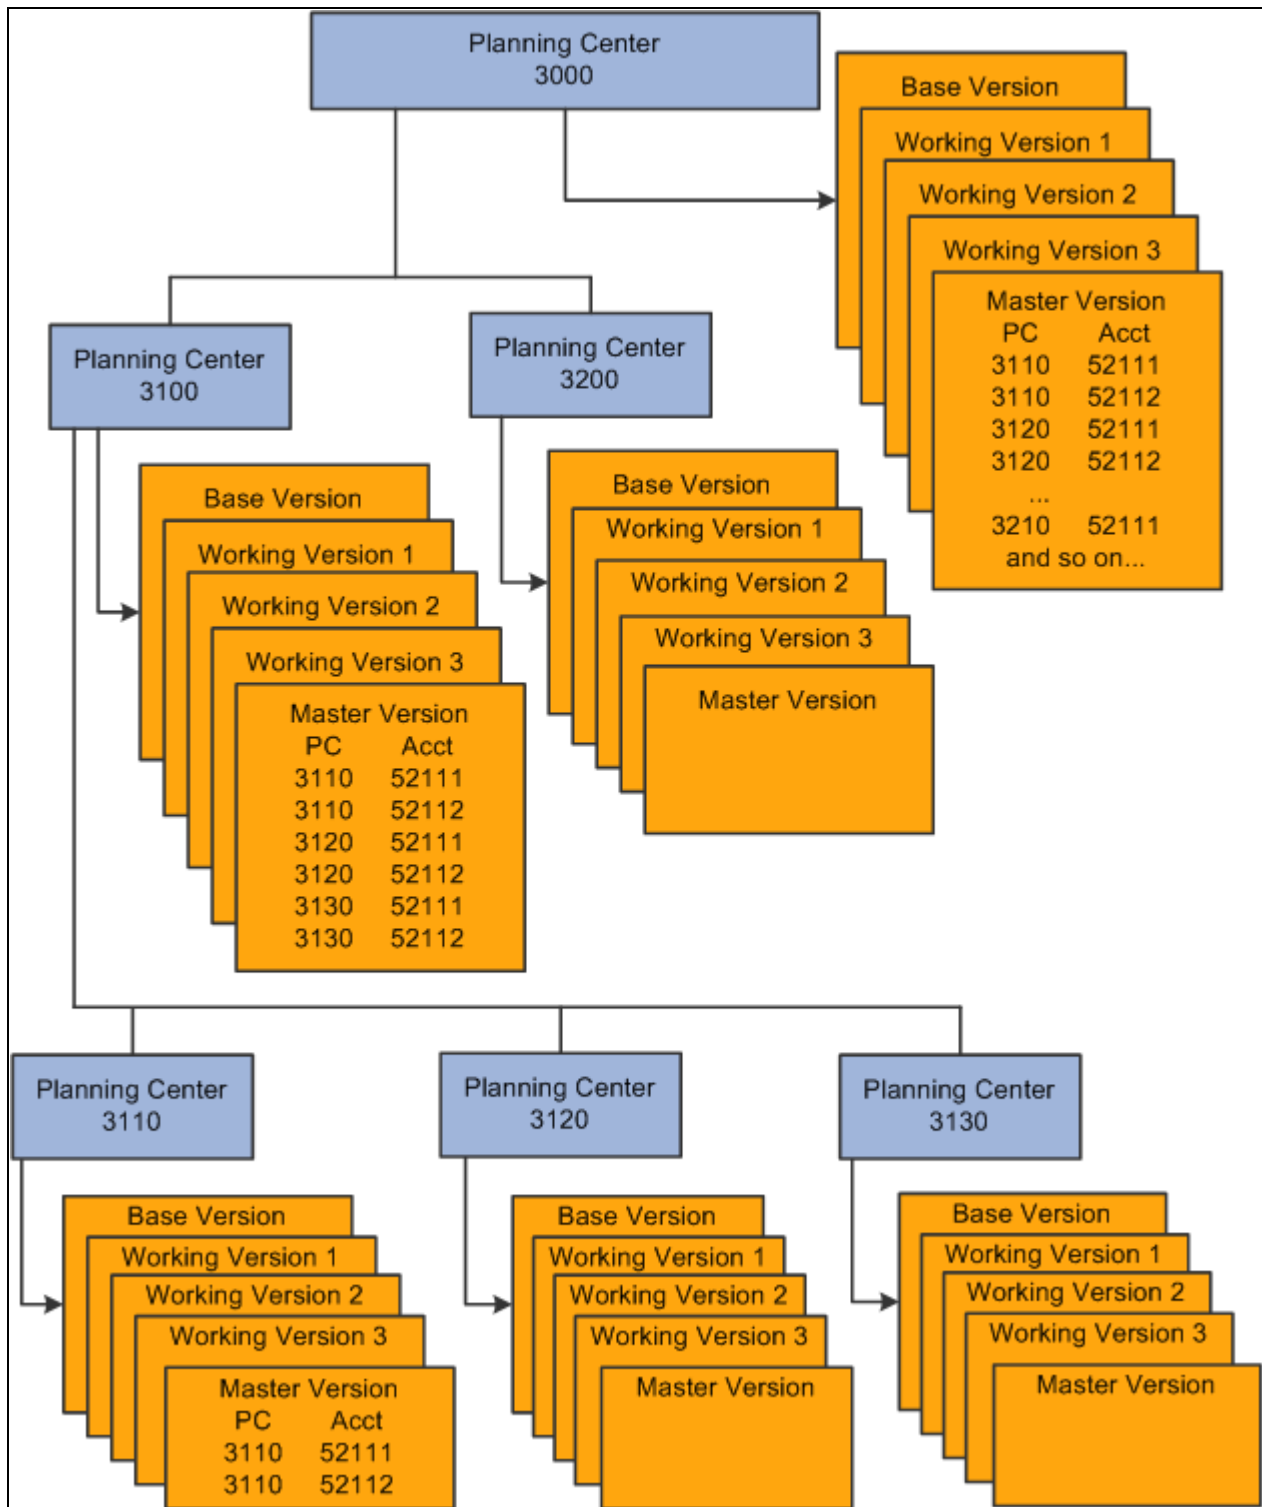 Planning Center
3000
Base Version
Working Version 1
Working Version 2
Working Version 3
Master Version
PC Acct
3110 52111
3110 52112
3120 52111
3120 52112
...
3210 52111
and so on...
Planning Center
3100
Base Version
Working Version 1
Working Version 2
Working Version 3
Master Version
PC Acct
3110 52111
3110 52112
3120 52111
3120 52112
3130 52111
3130 52112
Planning Center
3200
Base Version
Working Version 1
Working Version 2
Working Version 3
Master Version
Planning Center
3110
Base Version
Working Version 1
Working Version 2
Working Version 3
Master Version
PC Acct
3110 52111
3110 52112
Planning Center
3120
Base Version
Working Version 1
Working Version 2
Working Version 3
Master Version
Planning Center
3130
Base Version
Working Version 1
Working Version 2
Working Version 3
Master Version